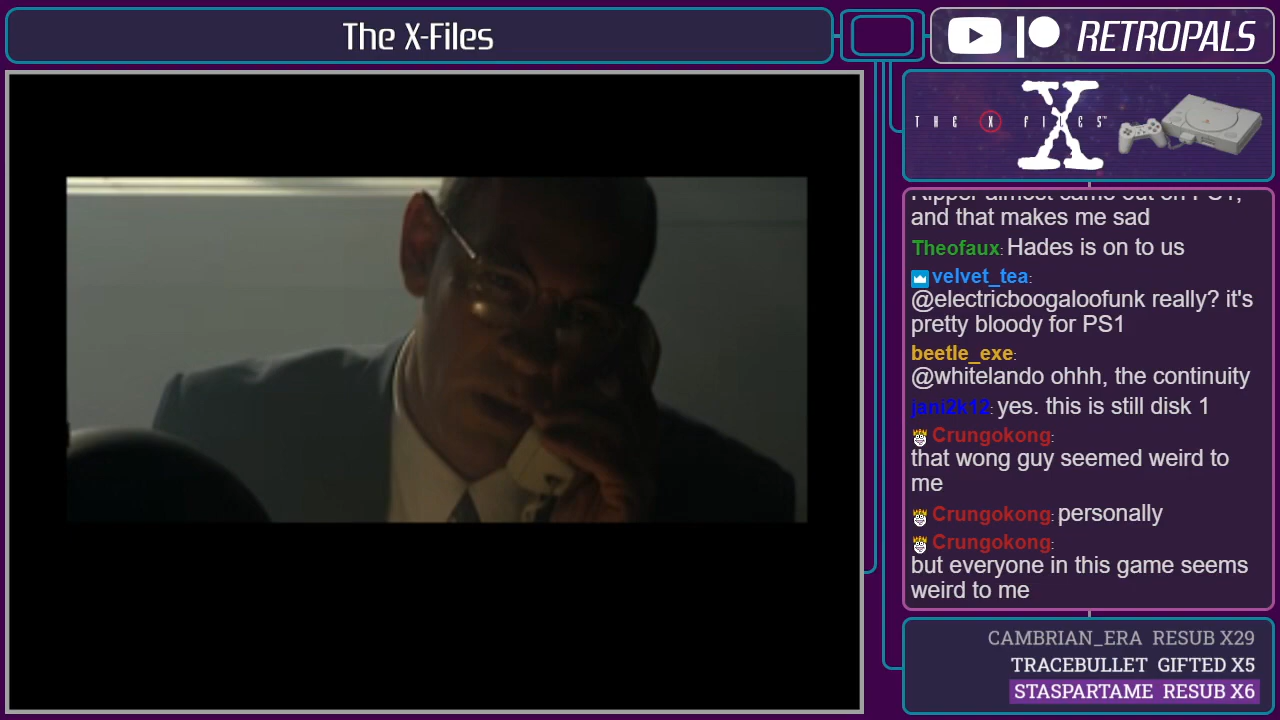 The X-Files
RETROPALS
THE X FILES™
X
and that makes me sad
Theofaux: Hades is on to us
velvet_tea:
@electricboogaloofunk really? it's
pretty bloody for PS1
beetle_exe:
@whitelando ohhh, the continuity
jani2k12: yes. this is still disk 1
Crungokong:
that wong guy seemed weird to
me
Crungokong: personally
Crungokong:
but everyone in this game seems
weird to me
CAMBRIAN_ERA RESUB X29
TRACEBULLET GIFTED X5
STASPARTAME RESUB X6